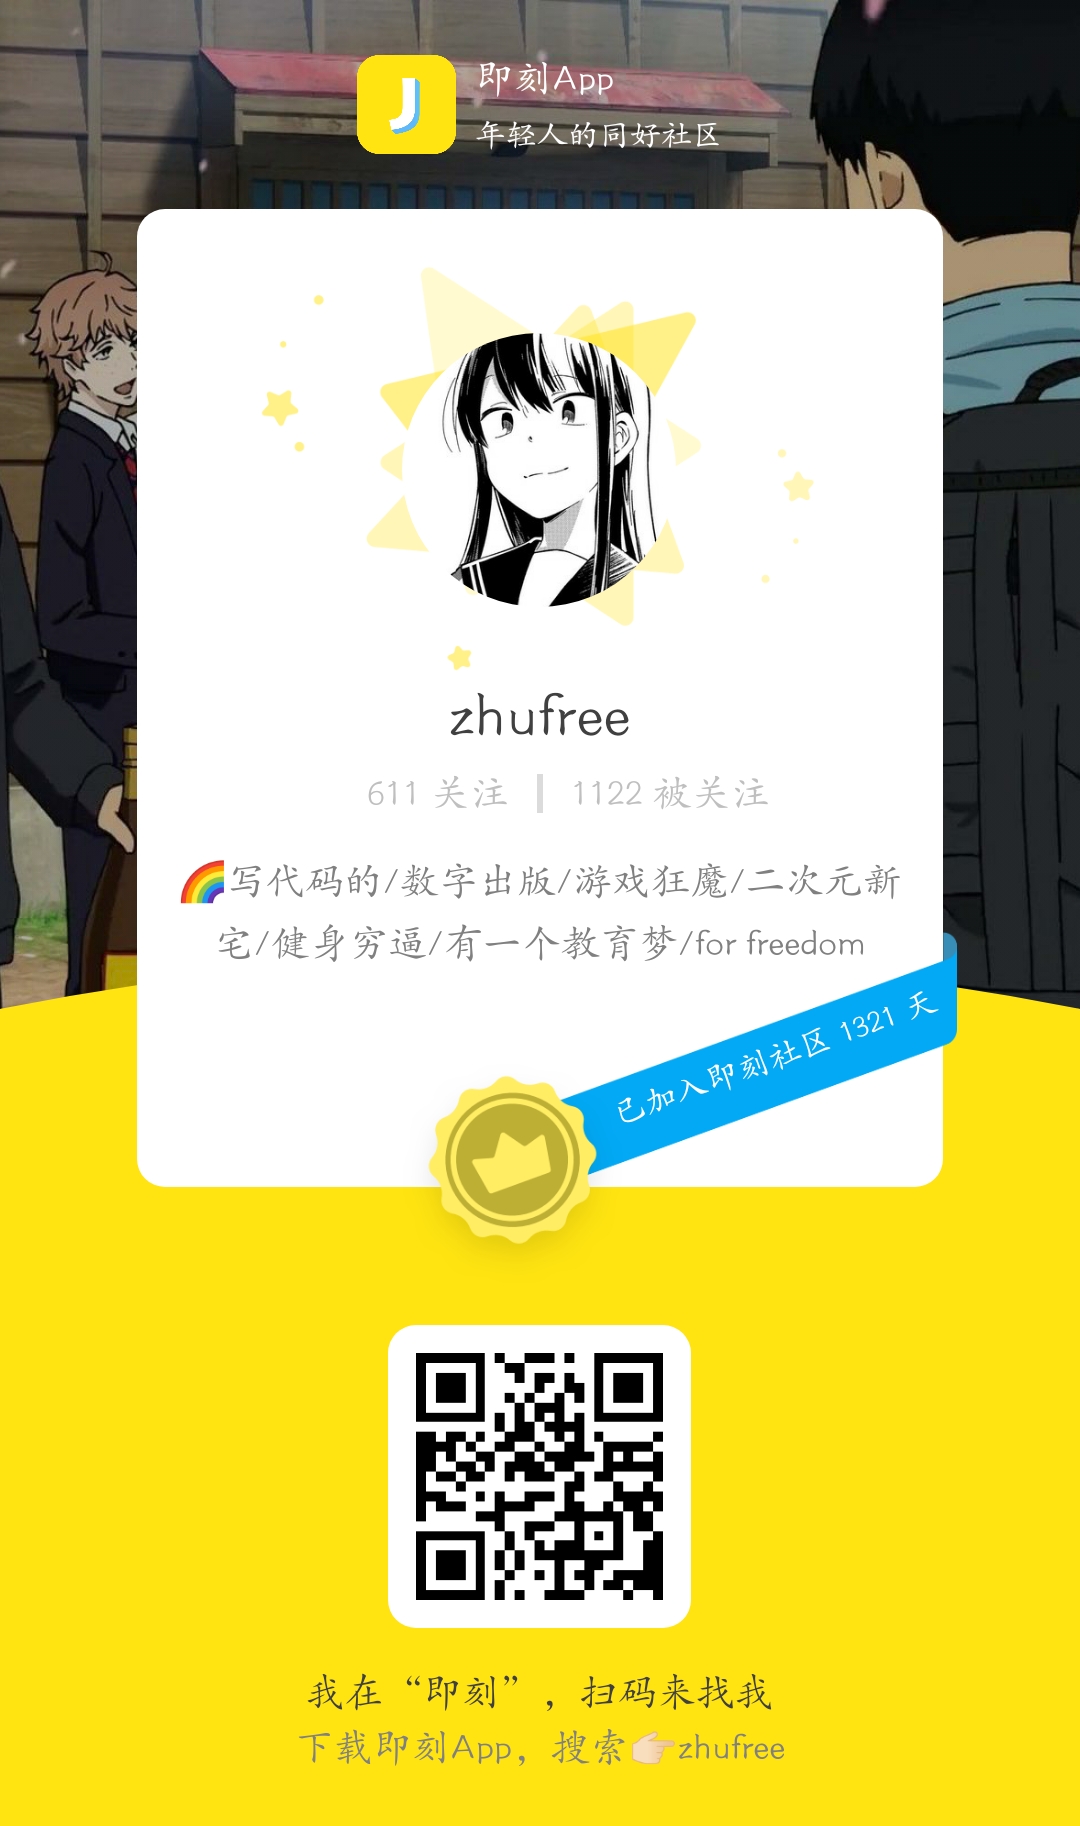 即刻App
年轻人的同好社区
zhufree
611 关注 | 1122 被关注
🌈写代码的/数字出版/游戏狂魔/二次元新
宅/健身穷逼/有一个教育梦/for freedom
已加入即刻社区 1321 天
我在“即刻”，扫码来找我
下载即刻App，搜索👉🏻zhufree